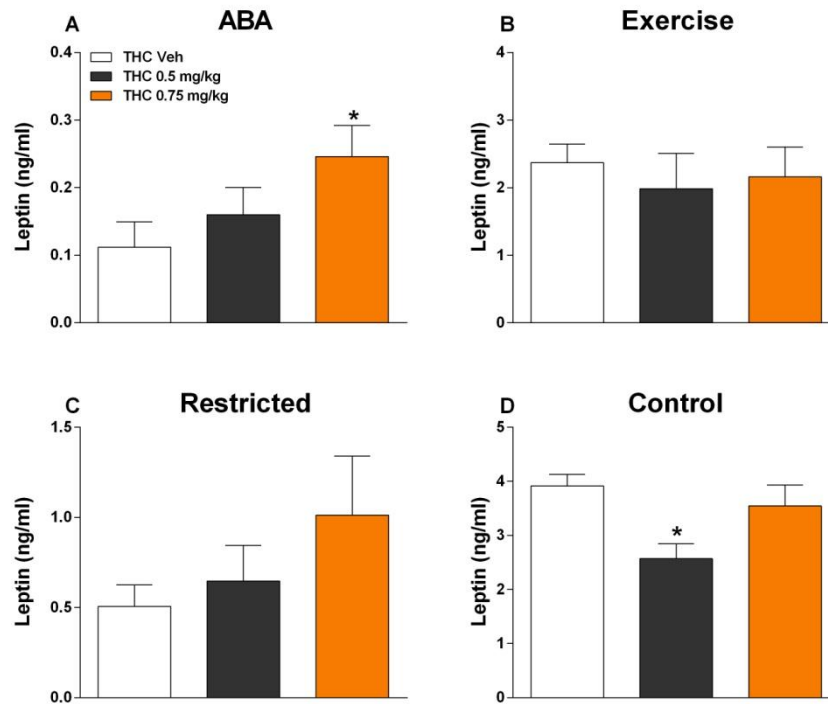 A
ABA
Leptin (ng/ml)
0.4
0.3
0.2
0.1
0.0
THC Veh
THC 0.5 mg/kg
THC 0.75 mg/kg
*
B
Exercise
Leptin (ng/ml)
4
3
2
1
0
C
Restricted
Leptin (ng/ml)
1.5
1.0
0.5
0.0
D
Control
Leptin (ng/ml)
5
4
3
2
1
0
*